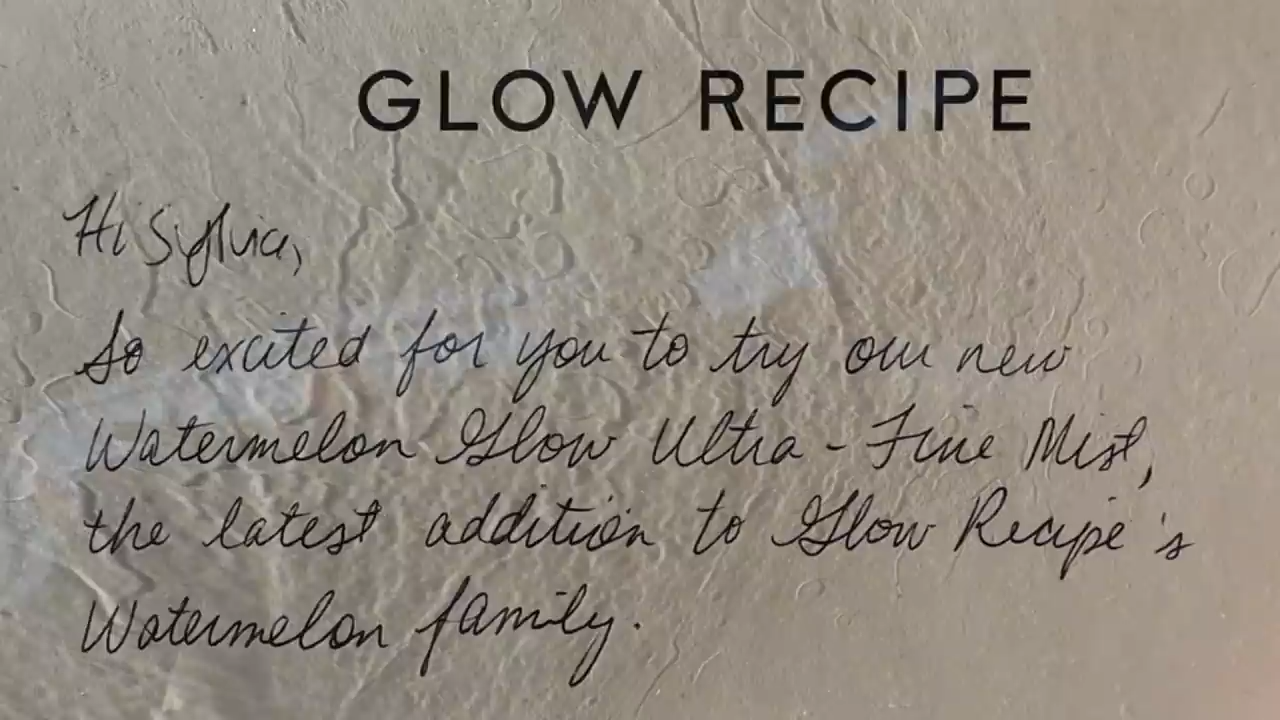 GLOW RECIPE
Hi Sylvia,
So excited for you to try our new
Watermelon Glow Ultra-Fine Mist,
the latest addition to Glow Recipe's
Watermelon family.